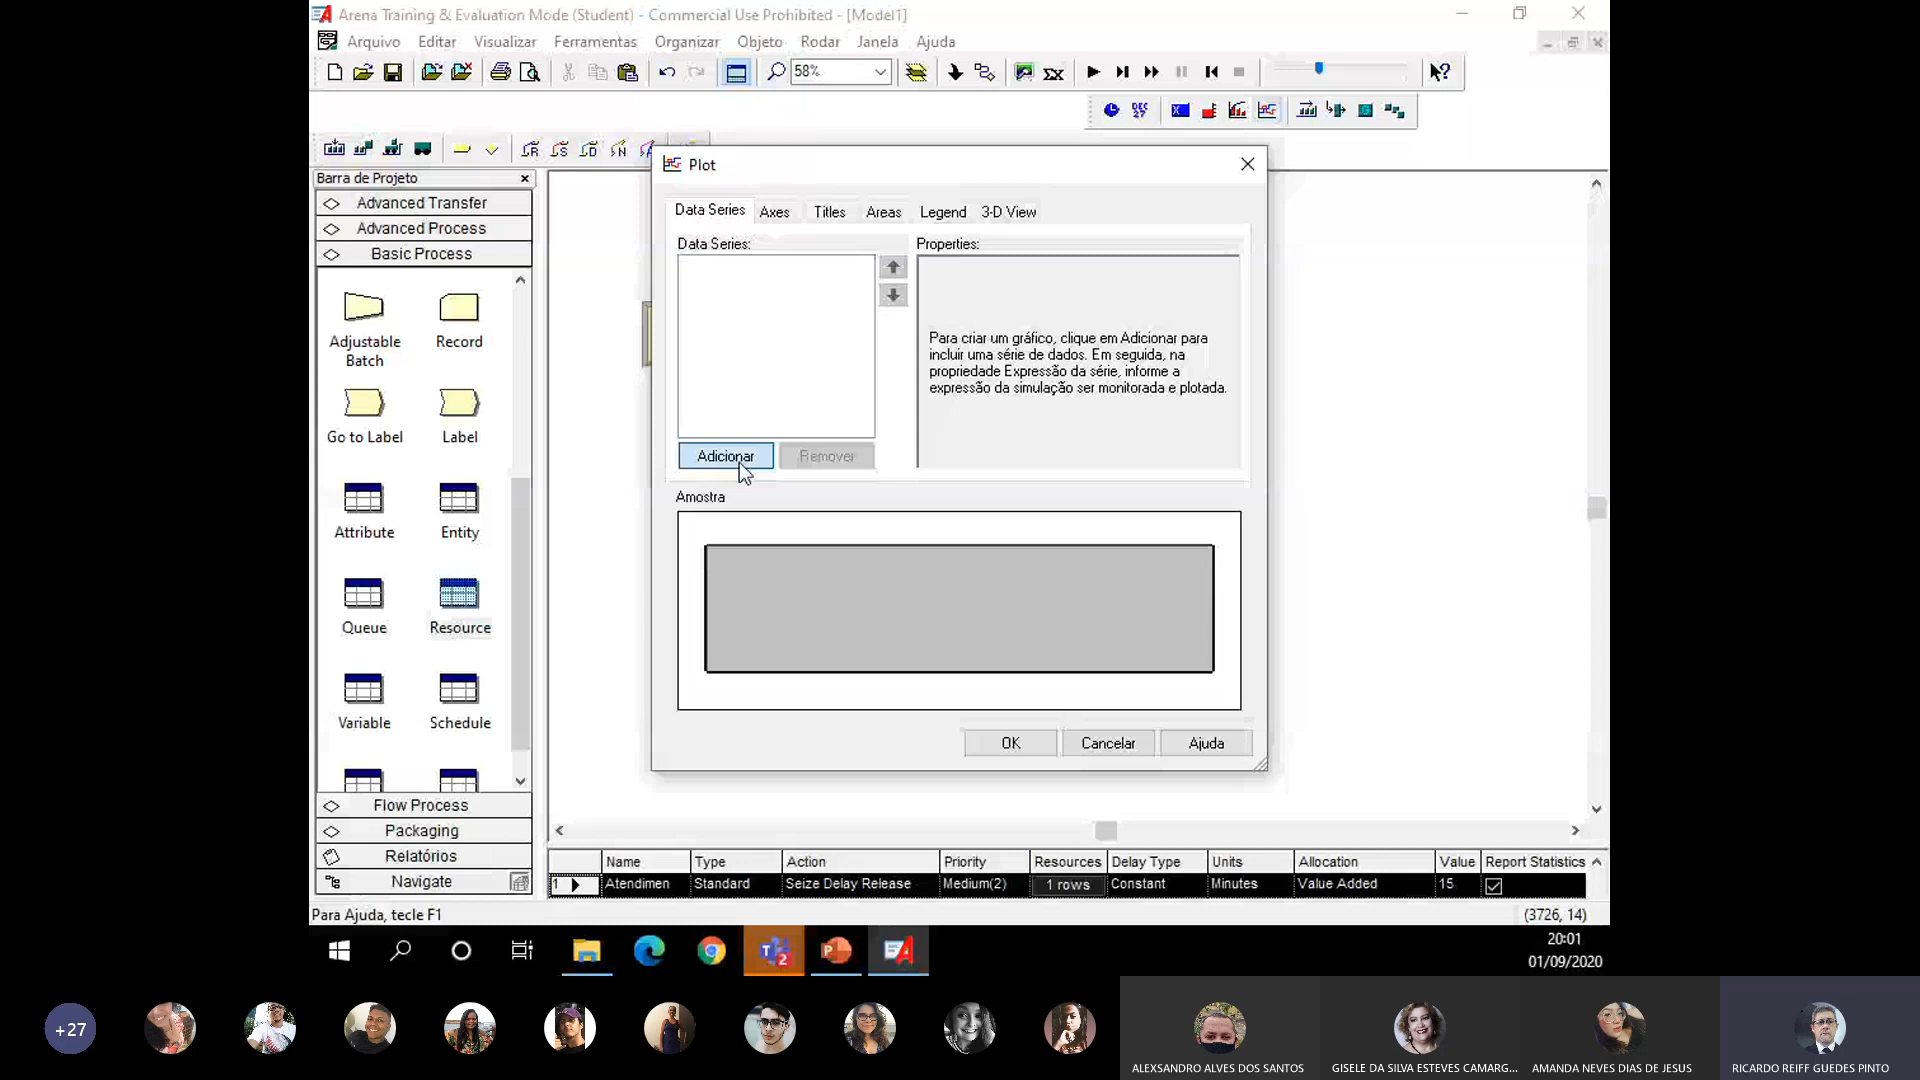 Arena Training & Evaluation Mode (Student) - Commercial Use Prohibited - [Model1]
Arquivo Editar Visualizar Ferramentas Organizar Objeto Rodar Janela Ajuda
58%
DEC 27
Barra de Projeto
Advanced Transfer
Advanced Process
Basic Process
Adjustable Batch
Record
Go to Label
Label
Attribute
Entity
Queue
Resource
Variable
Schedule
Flow Process
Packaging
Relatórios
Navigate
Plot
Data Series Axes Titles Areas Legend 3-D View
Data Series:
Properties:
Para criar um gráfico, clique em Adicionar para
incluir uma série de dados. Em seguida, na
propriedade Expressão da série, informe a
expressão da simulação ser monitorada e plotada.
Adicionar Remover
Amostra
OK Cancelar Ajuda
Name Type Action Priority Resources Delay Type Units Allocation Value Report Statistics
1 Atendimen Standard Seize Delay Release Medium(2) 1 rows Constant Minutes Value Added 15
Para Ajuda, tecle F1
(3726, 14)
20:01
01/09/2020
+27
ALEXSANDRO ALVES DOS SANTOS
GISELE DA SILVA ESTEVES CAMARG...
AMANDA NEVES DIAS DE JESUS
RICARDO REIFF GUEDES PINTO